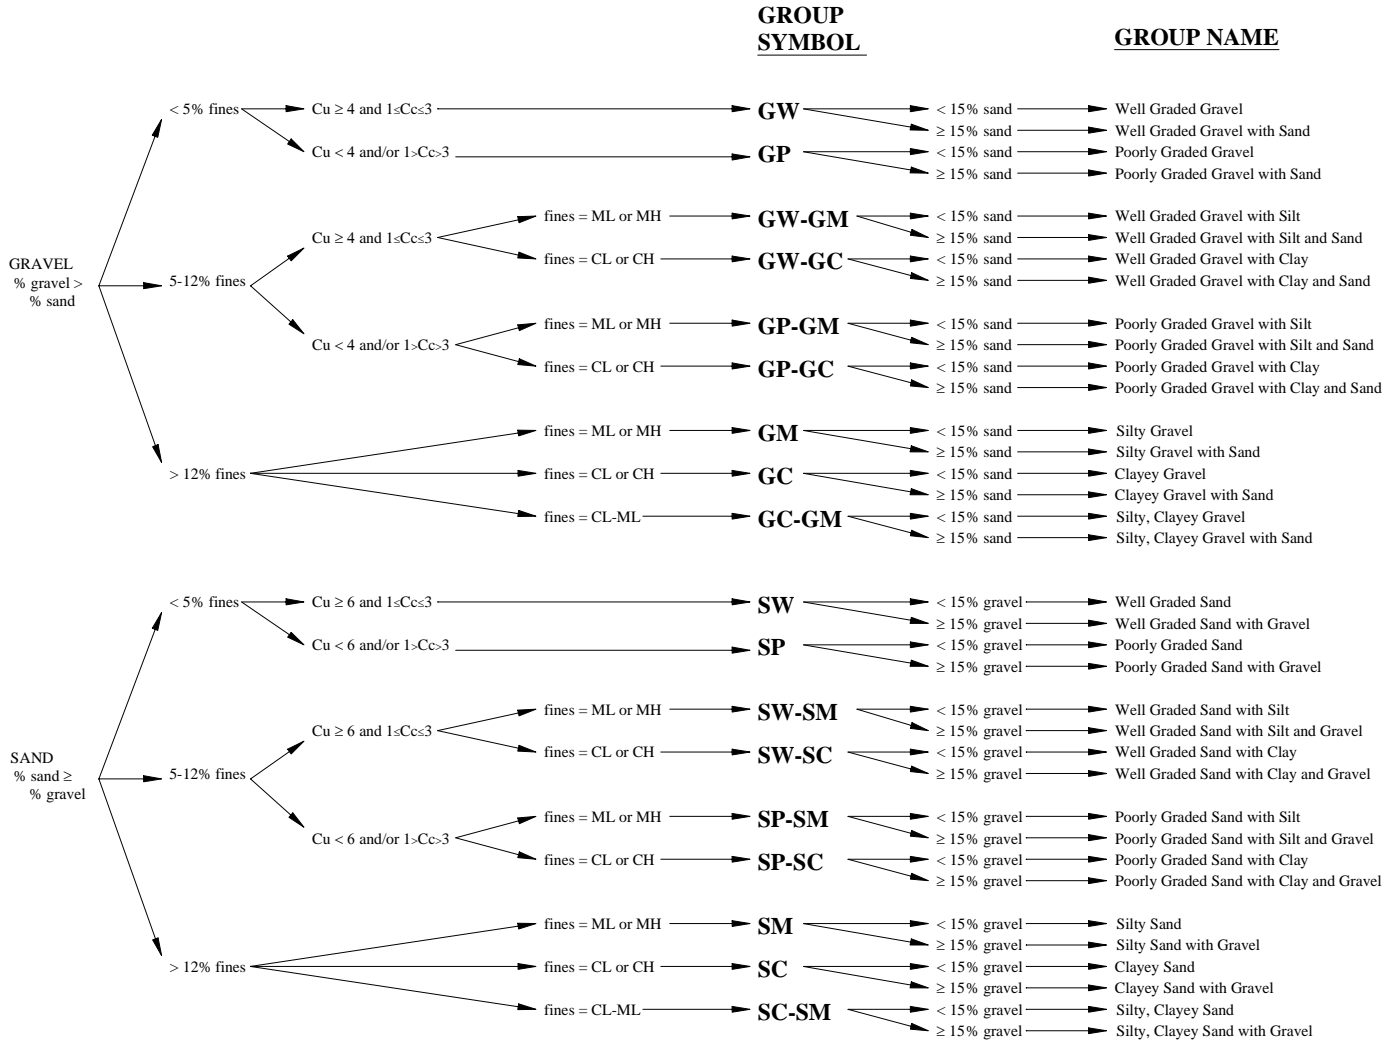 GROUP
SYMBOL
GROUP NAME
< 5% fines
Cu ≥ 4 and 1≤Cc≤3
GW
< 15% sand
Well Graded Gravel
≥ 15% sand
Well Graded Gravel with Sand
Cu < 4 and/or 1>Cc>3
GP
< 15% sand
Poorly Graded Gravel
≥ 15% sand
Poorly Graded Gravel with Sand
GRAVEL
% gravel >
% sand
5-12% fines
Cu ≥ 4 and 1≤Cc≤3
fines = ML or MH
GW-GM
< 15% sand
Well Graded Gravel with Silt
≥ 15% sand
Well Graded Gravel with Silt and Sand
fines = CL or CH
GW-GC
< 15% sand
Well Graded Gravel with Clay
≥ 15% sand
Well Graded Gravel with Clay and Sand
Cu < 4 and/or 1>Cc>3
fines = ML or MH
GP-GM
< 15% sand
Poorly Graded Gravel with Silt
≥ 15% sand
Poorly Graded Gravel with Silt and Sand
fines = CL or CH
GP-GC
< 15% sand
Poorly Graded Gravel with Clay
≥ 15% sand
Poorly Graded Gravel with Clay and Sand
> 12% fines
fines = ML or MH
GM
< 15% sand
Silty Gravel
≥ 15% sand
Silty Gravel with Sand
fines = CL or CH
GC
< 15% sand
Clayey Gravel
≥ 15% sand
Clayey Gravel with Sand
fines = CL-ML
GC-GM
< 15% sand
Silty, Clayey Gravel
≥ 15% sand
Silty, Clayey Gravel with Sand
< 5% fines
Cu ≥ 6 and 1≤Cc≤3
SW
< 15% gravel
Well Graded Sand
≥ 15% gravel
Well Graded Sand with Gravel
Cu < 6 and/or 1>Cc>3
SP
< 15% gravel
Poorly Graded Sand
≥ 15% gravel
Poorly Graded Sand with Gravel
SAND
% sand ≥
% gravel
5-12% fines
Cu ≥ 6 and 1≤Cc≤3
fines = ML or MH
SW-SM
< 15% gravel
Well Graded Sand with Silt
≥ 15% gravel
Well Graded Sand with Silt and Gravel
fines = CL or CH
SW-SC
< 15% gravel
Well Graded Sand with Clay
≥ 15% gravel
Well Graded Sand with Clay and Gravel
Cu < 6 and/or 1>Cc>3
fines = ML or MH
SP-SM
< 15% gravel
Poorly Graded Sand with Silt
≥ 15% gravel
Poorly Graded Sand with Silt and Gravel
fines = CL or CH
SP-SC
< 15% gravel
Poorly Graded Sand with Clay
≥ 15% gravel
Poorly Graded Sand with Clay and Gravel
> 12% fines
fines = ML or MH
SM
< 15% gravel
Silty Sand
≥ 15% gravel
Silty Sand with Gravel
fines = CL or CH
SC
< 15% gravel
Clayey Sand
≥ 15% gravel
Clayey Sand with Gravel
fines = CL-ML
SC-SM
< 15% gravel
Silty, Clayey Sand
≥ 15% gravel
Silty, Clayey Sand with Gravel